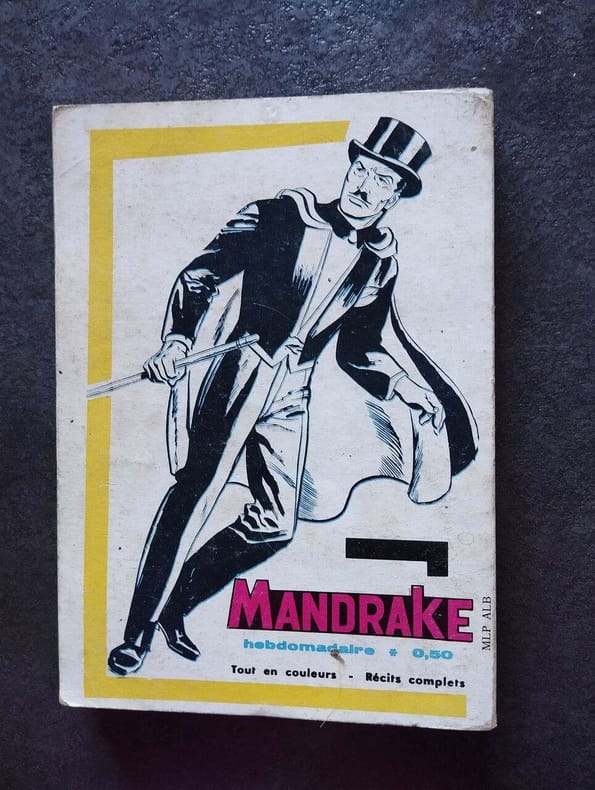 MANDRAKE
hebdomadaire * 0,50
Tout en couleurs - Récits complets
MLP ALB